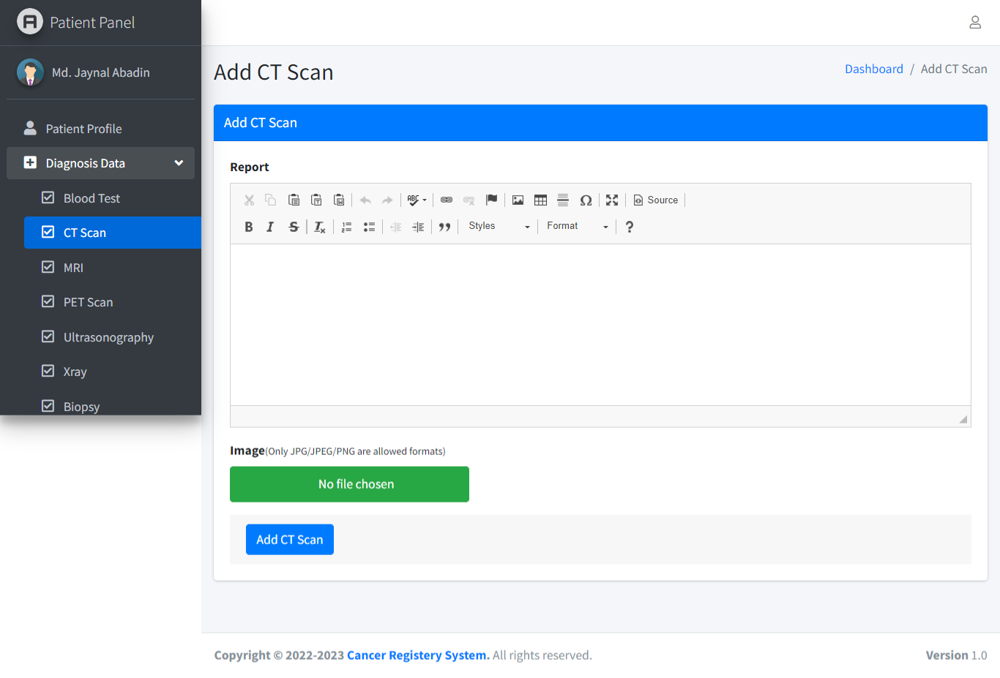 Patient Panel
Md. Jaynal Abadin
Patient Profile
Diagnosis Data
Blood Test
CT Scan
MRI
PET Scan
Ultrasonography
Xray
Biopsy
Add CT Scan
Dashboard / Add CT Scan
Add CT Scan
Report
ABC
Source
B I S Tx
Styles Format ?
Image(Only JPG/JPEG/PNG are allowed formats)
No file chosen
Add CT Scan
Copyright © 2022-2023 Cancer Registery System. All rights reserved.
Version 1.0